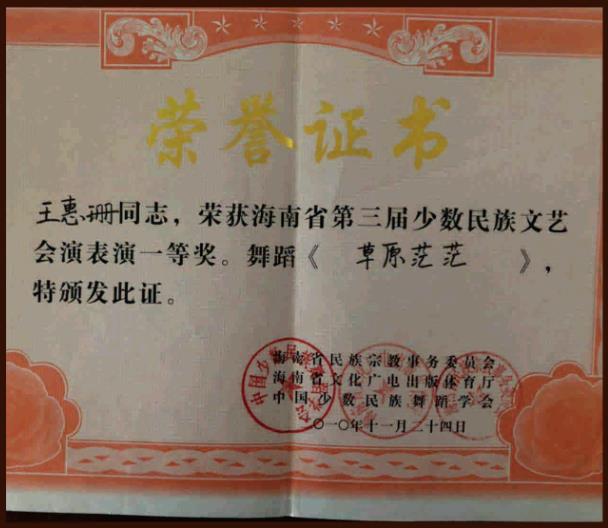 荣誉证书
王惠珊同志，荣获海南省第三届少数民族文艺
会演表演一等奖。舞蹈《 草原茫茫 》，
特颁发此证。
海南省民族宗教事务委员会
海南省文化广电出版体育厅
中国少数民族舞蹈学会
二〇一〇年十一月二十四日